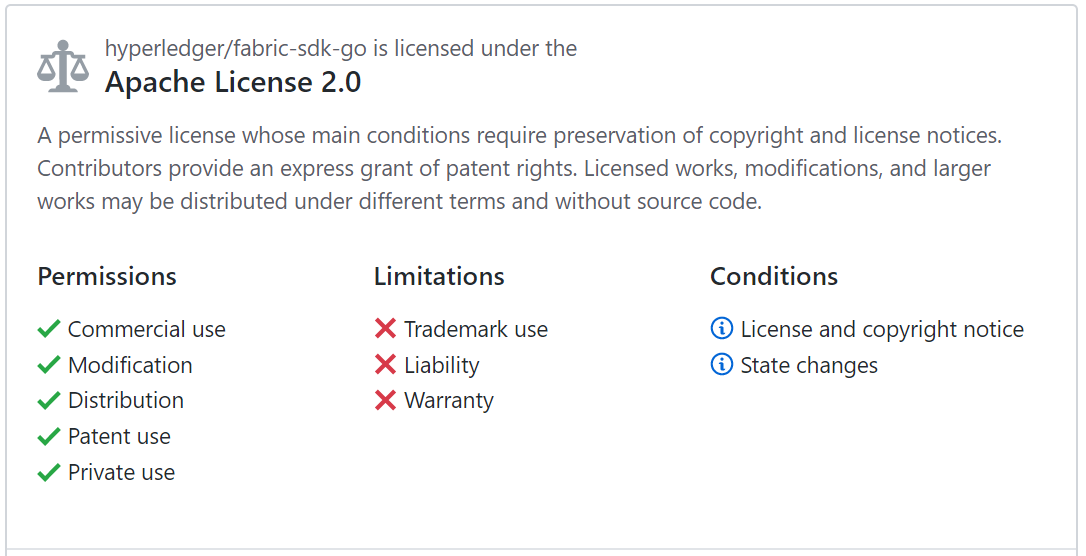 hyperledger/fabric-sdk-go is licensed under the
Apache License 2.0
A permissive license whose main conditions require preservation of copyright and license notices.
Contributors provide an express grant of patent rights. Licensed works, modifications, and larger
works may be distributed under different terms and without source code.
Permissions
Commercial use
Modification
Distribution
Patent use
Private use
Limitations
Trademark use
Liability
Warranty
Conditions
License and copyright notice
State changes